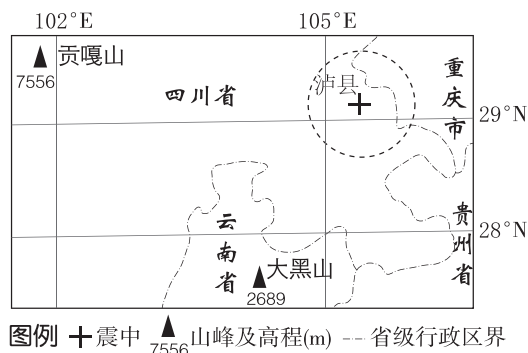 102°E 105°E
贡嘎山
7556
四川省
泸县
重庆市
29°N
云南省
贵州省
28°N
大黑山
2689
图例 震中 7556 山峰及高程(m) 省级行政区界